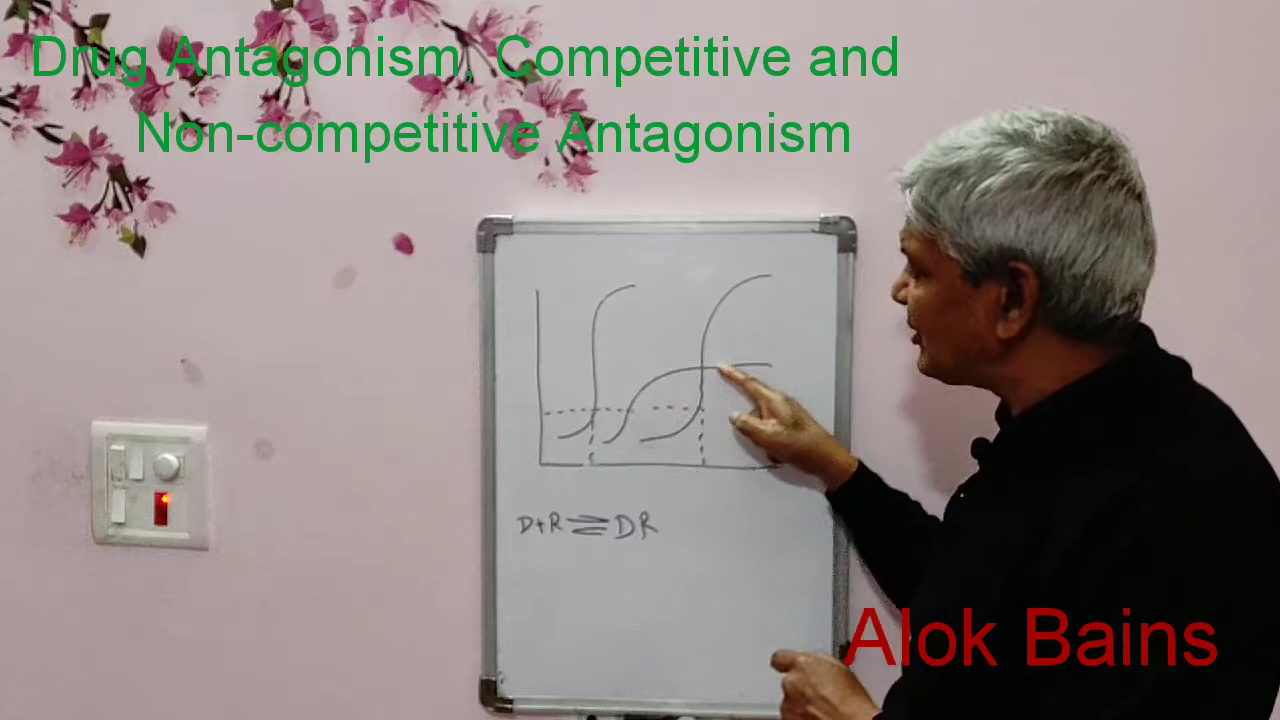 Drug Antagonism, Competitive and
Non-competitive Antagonism
D+R ⇌ DR
Alok Bains